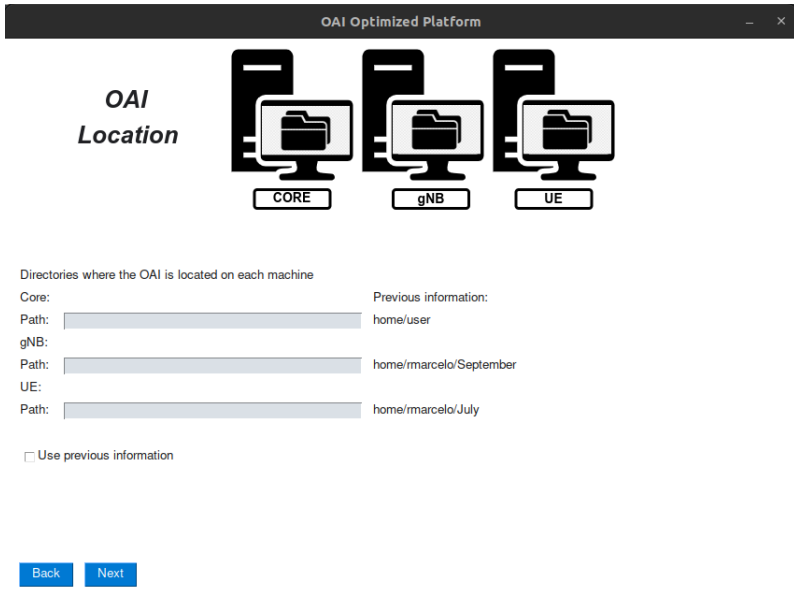 OAI Optimized Platform
OAI
Location
CORE
gNB
UE
Directories where the OAI is located on each machine
Core: Previous information:
Path: home/user
gNB:
Path: home/rmarcelo/September
UE:
Path: home/rmarcelo/July
Use previous information
Back Next